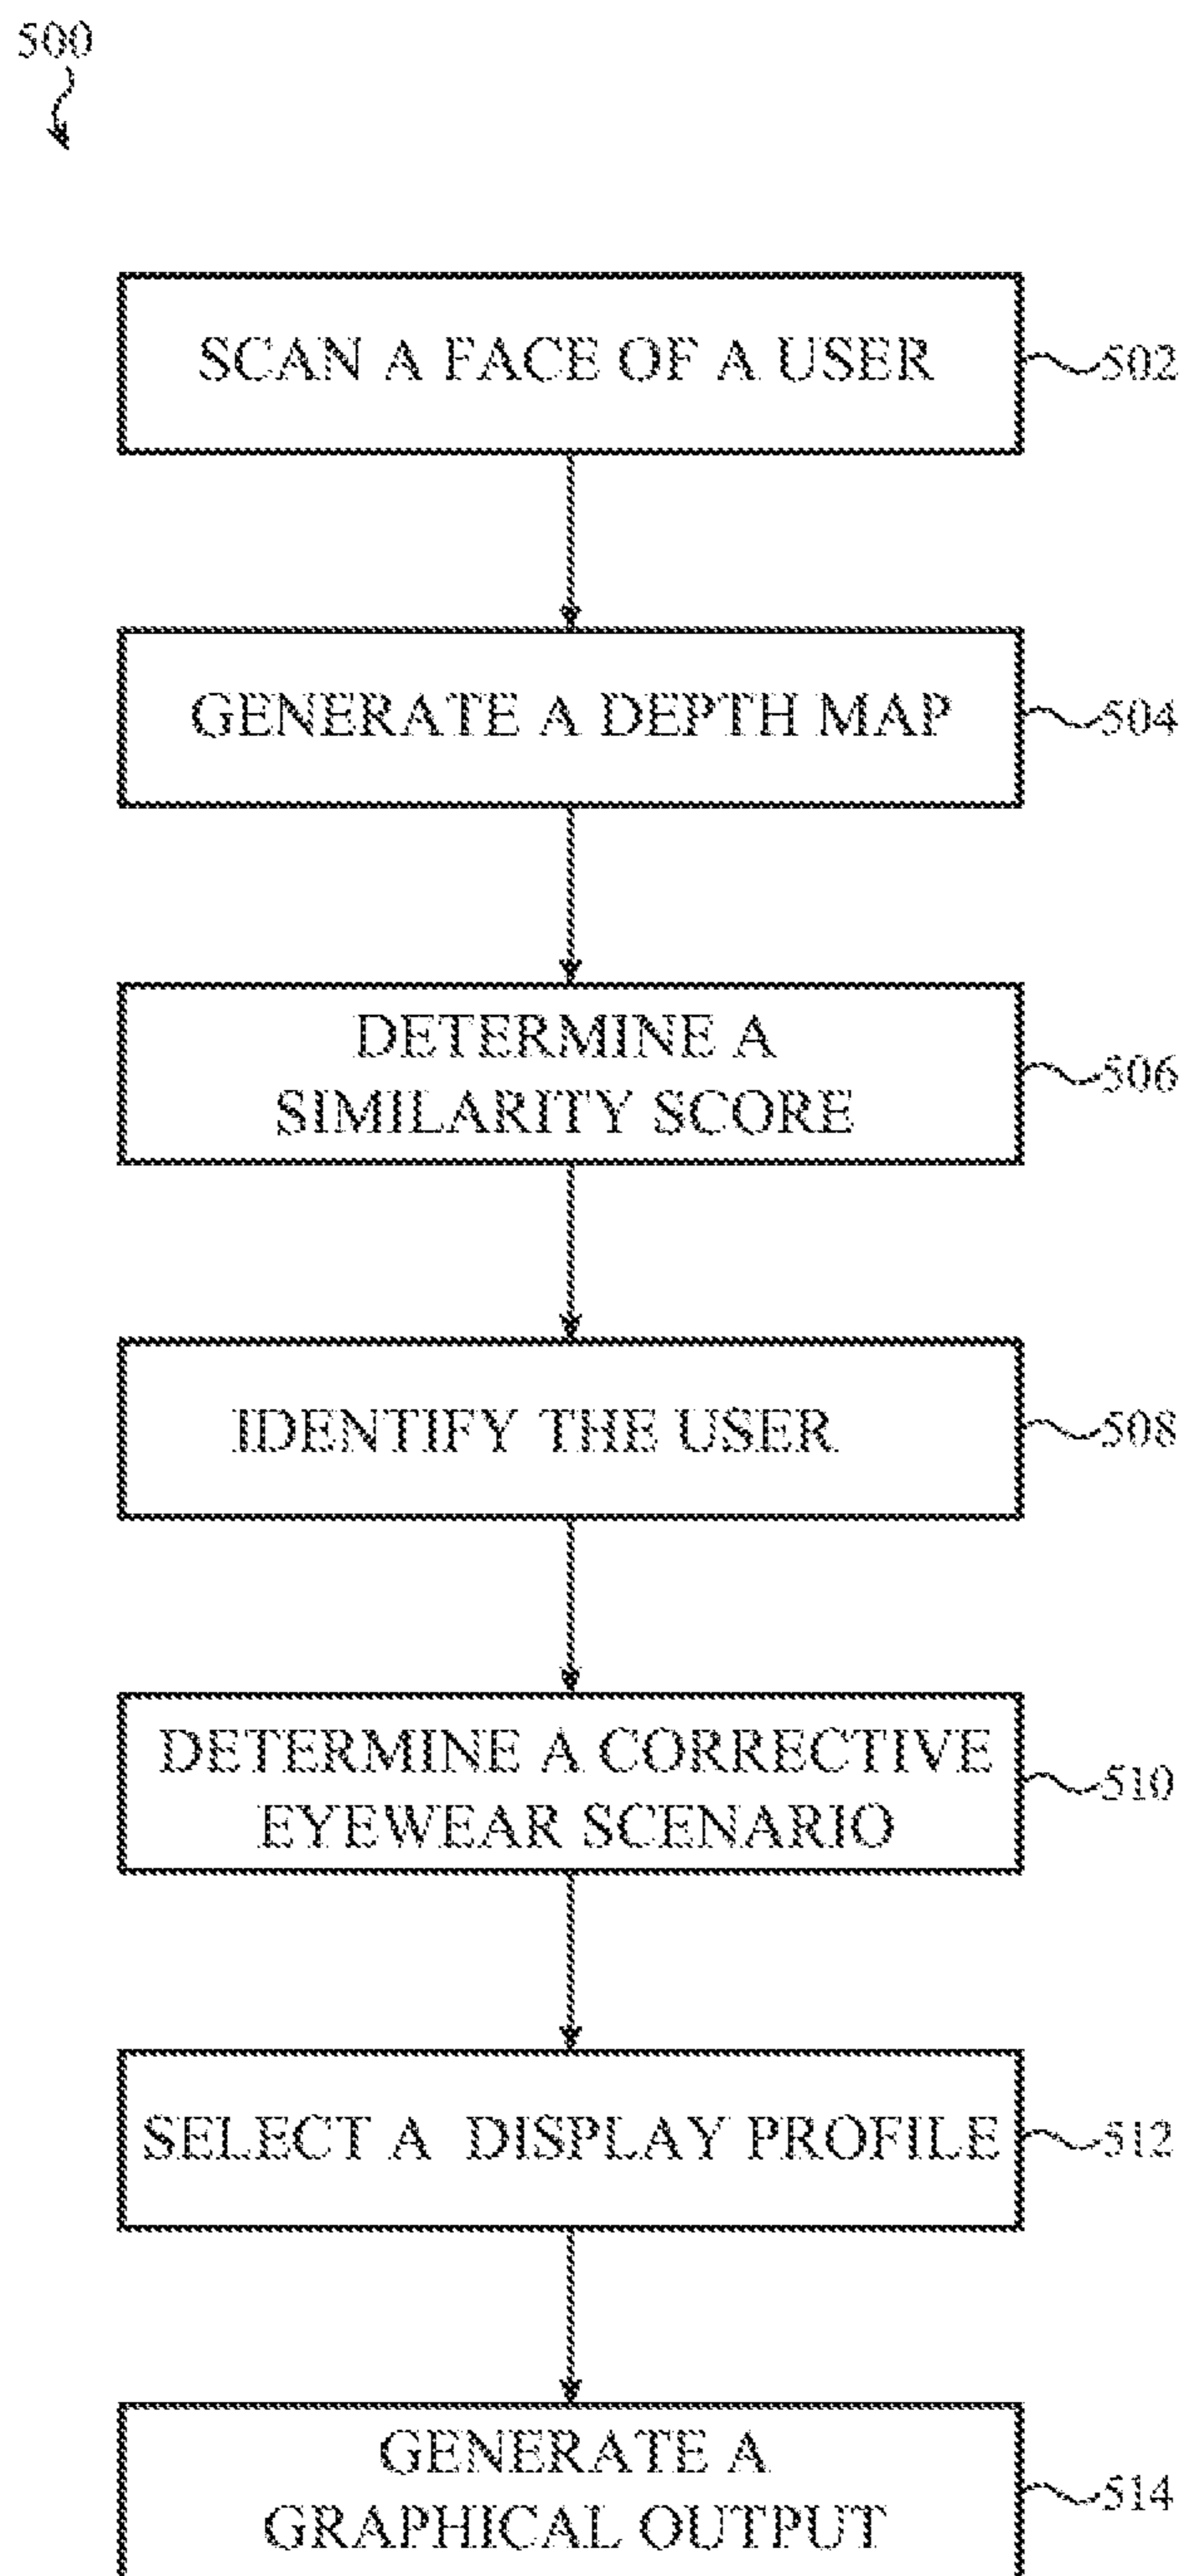 500
SCAN A FACE OF A USER
502
GENERATE A DEPTH MAP
504
DETERMINE A
SIMILARITY SCORE
506
IDENTIFY THE USER
508
DETERMINE A CORRECTIVE
EYEWEAR SCENARIO
510
SELECT A DISPLAY PROFILE
512
GENERATE A
GRAPHICAL OUTPUT
514